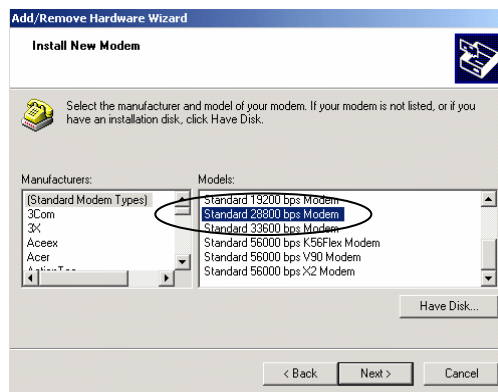 Add/Remove Hardware Wizard
Install New Modem
Select the manufacturer and model of your modem. If your modem is not listed, or if you
have an installation disk, click Have Disk.
Manufacturers:
(Standard Modem Types)
3Com
3X
Aceex
Acer
ActionTec
Models:
Standard 19200 bps Modem
Standard 28800 bps Modem
Standard 33600 bps Modem
Standard 56000 bps K56Flex Modem
Standard 56000 bps V90 Modem
Standard 56000 bps X2 Modem
Have Disk...
< Back
Next >
Cancel